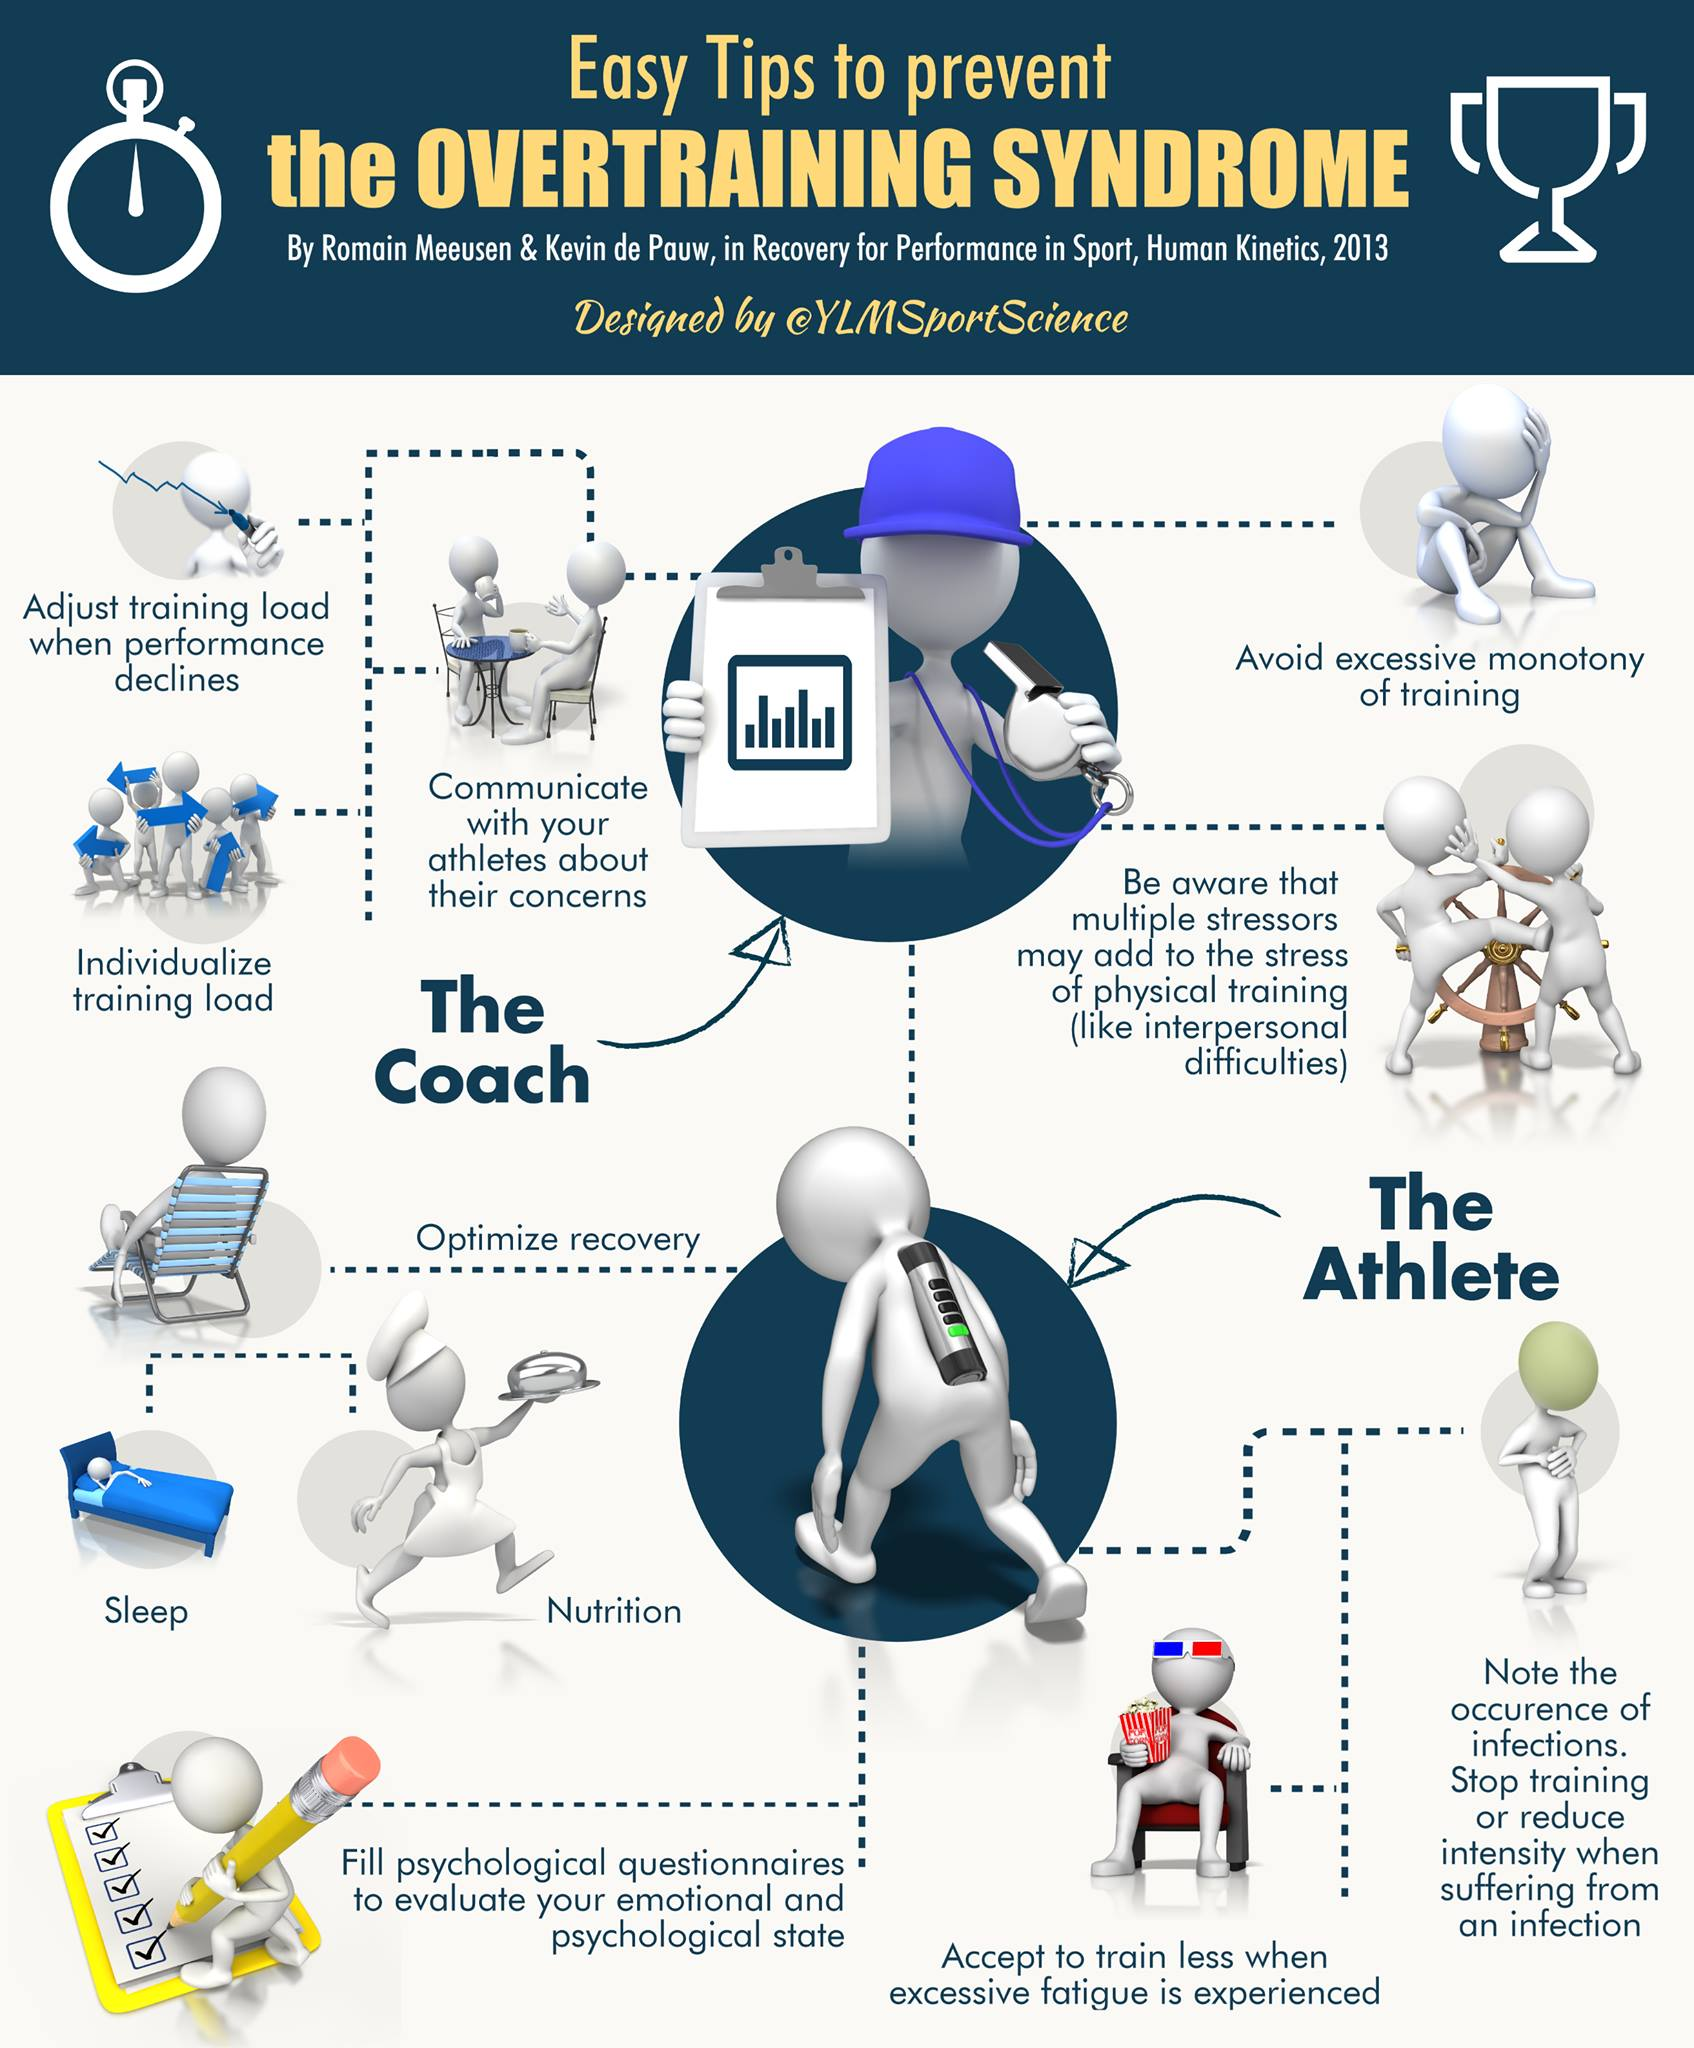 Easy Tips to prevent
the OVERTRAINING SYNDROME
By Romain Meeusen & Kevin de Pauw, in Recovery for Performance in Sport, Human Kinetics, 2013
Designed by @YLMSportScience
Adjust training load
when performance
declines
Communicate
with your
athletes about
their concerns
Individualize
training load
Avoid excessive monotony
of training
Be aware that
multiple stressors
may add to the stress
of physical training
(like interpersonal
difficulties)
The
Coach
The
Athlete
Optimize recovery
Sleep
Nutrition
Fill psychological questionnaires
to evaluate your emotional and
psychological state
POP
CORN
Accept to train less when
excessive fatigue is experienced
Note the
occurence of
infections.
Stop training
or reduce
intensity when
suffering from
an infection